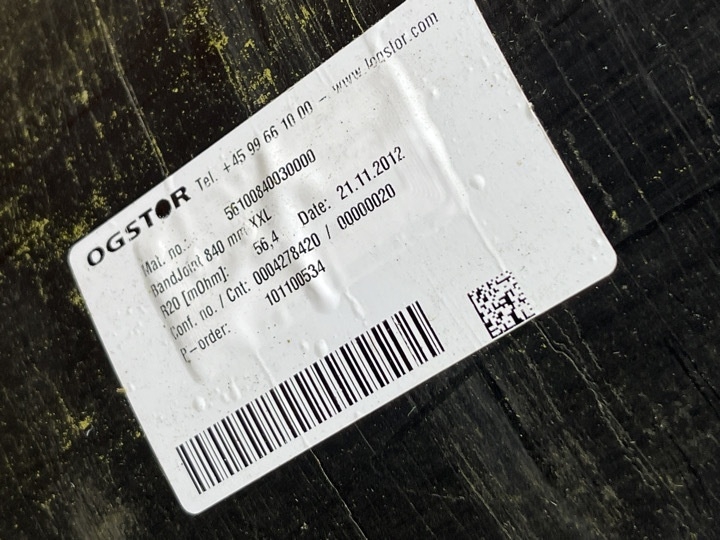 OGSTOR Tel. +45 99 66 10 00 – www.logstor.com
Mat. no.: 56100840030000
BandJoint 840 mm XXL
R20 [mOhm]: 56,4 Date: 21.11.2012.
Conf. no. / Cnt: 0004278420 / 00000020
P–order: 101100534